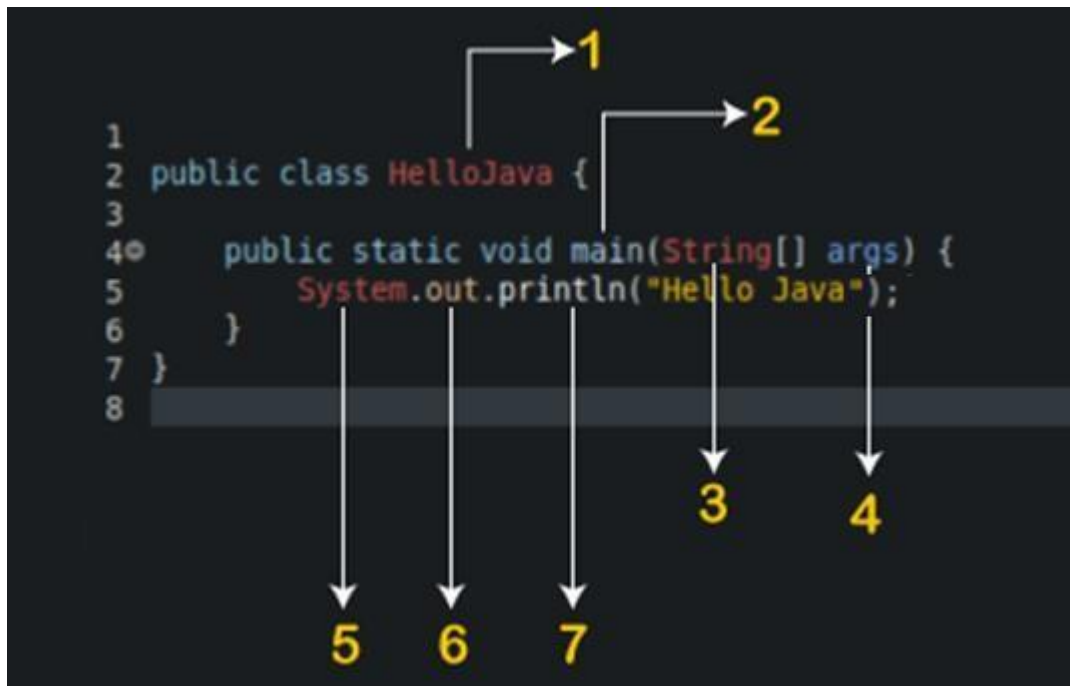 1
2
1
2 public class HelloJava {
3
4 public static void main(String[] args) {
5 System.out.println("Hello Java");
6 }
7 }
8
3
4
5 6 7